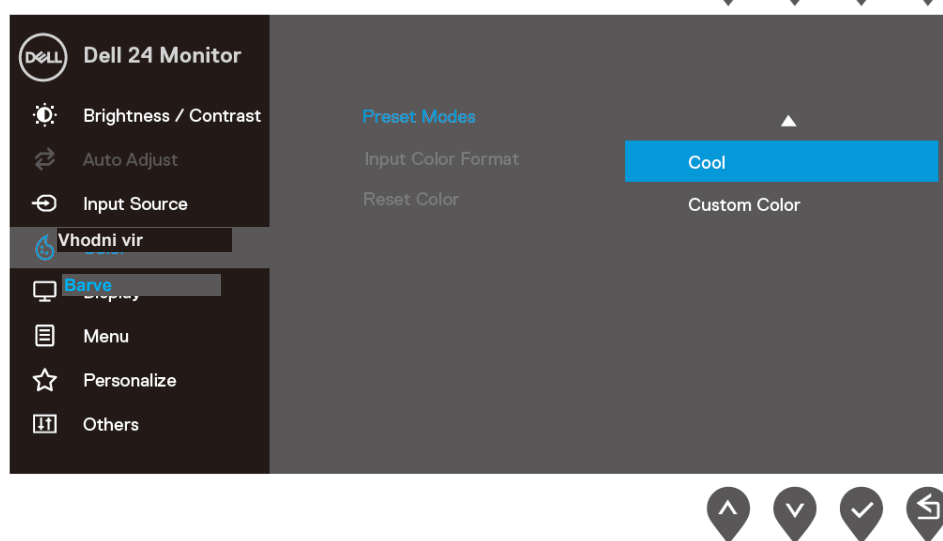 DELL Dell 24 Monitor
Brightness / Contrast
Preset Modes
Auto Adjust
Input Color Format
Cool
Input Source
Reset Color
Custom Color
Vhodni vir
Barve
Menu
Personalize
Others